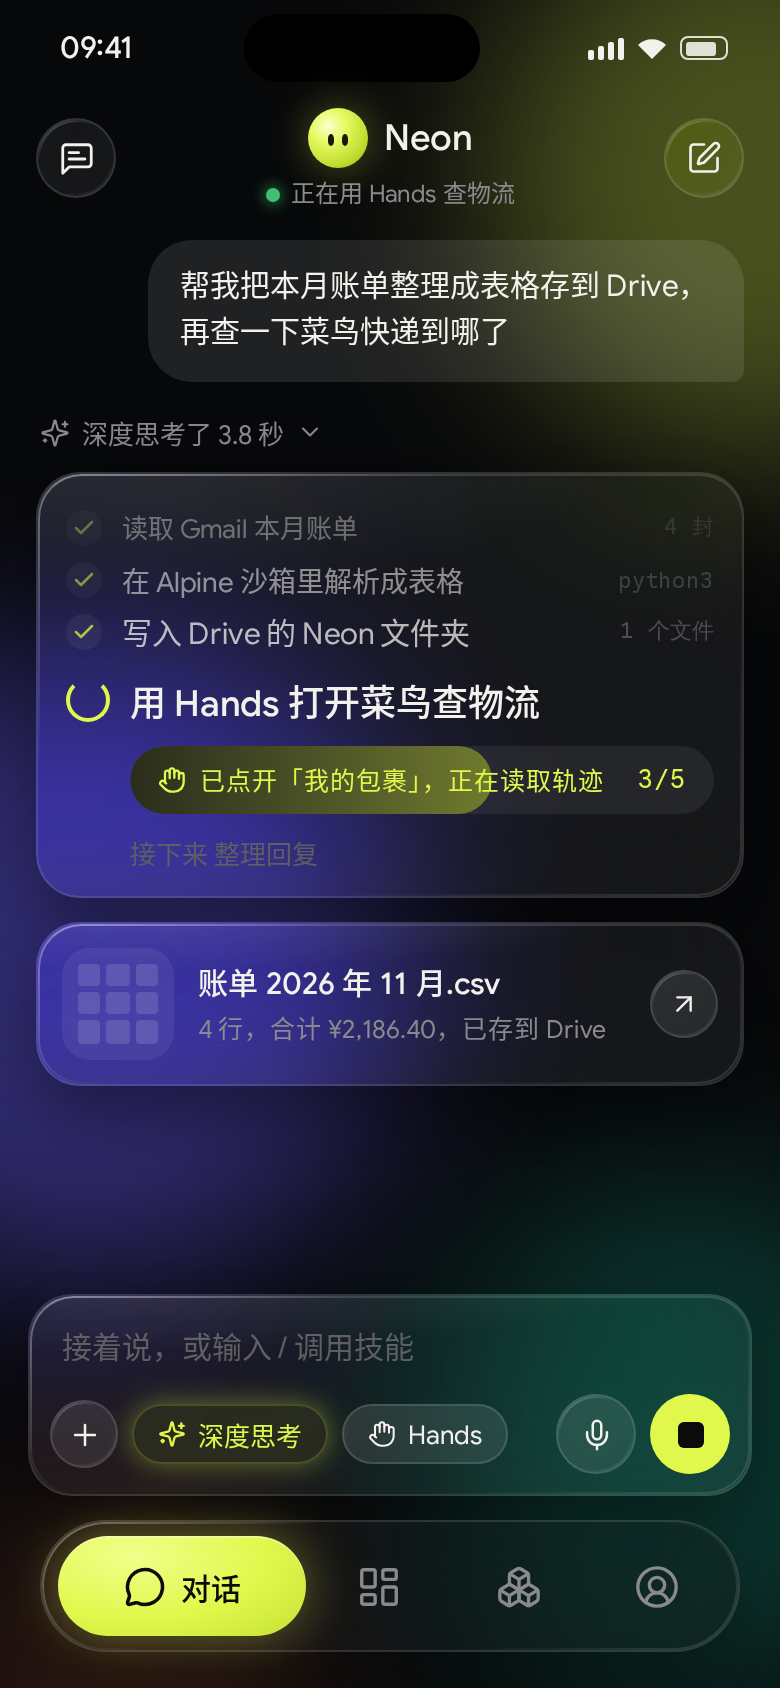 09:41
Neon
正在用 Hands 查物流
帮我把本月账单整理成表格存到 Drive，
再查一下菜鸟快递到哪了
深度思考了 3.8 秒
读取 Gmail 本月账单 4 封
在 Alpine 沙箱里解析成表格 python3
写入 Drive 的 Neon 文件夹 1 个文件
用 Hands 打开菜鸟查物流
已点开「我的包裹」，正在读取轨迹 3/5
接下来 整理回复
账单 2026 年 11 月.csv
4 行，合计 ¥2,186.40，已存到 Drive
接着说，或输入 / 调用技能
深度思考 Hands
对话